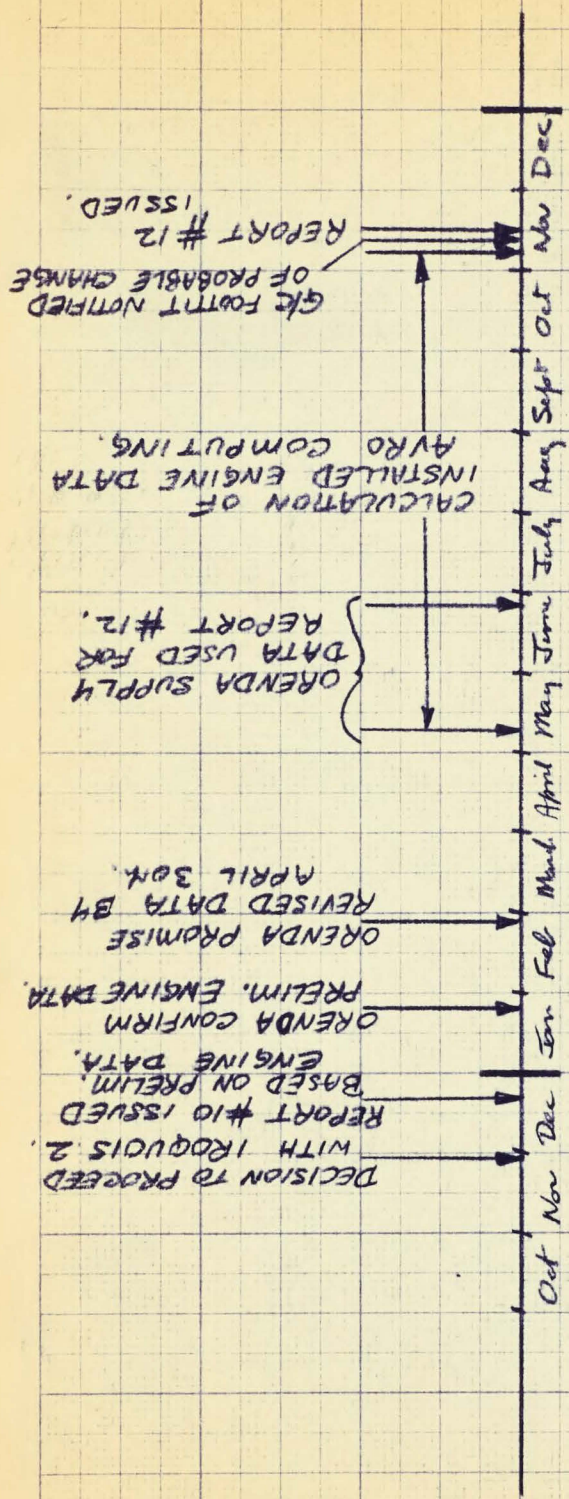 DECISION TO PROCEED
WITH IROQUOIS 2.
REPORT #10 ISSUED
BASED ON PRELIM.
ENGINE DATA.
ORENDA CONFIRM
PRELIM. ENGINE DATA.
ORENDA PROMISE
REVISED DATA BY
APRIL 30th.
ORENDA SUPPLY
DATA USED FOR
REPORT #12.
CALCULATION OF
INSTALLED ENGINE DATA
AVRO COMPUTING.
G/C FOOTTIT NOTIFIED
OF PROBABLE CHANGE
REPORT #12
ISSUED.
Oct Nov Dec Jan Feb March April May June July Aug Sept Oct Nov Dec